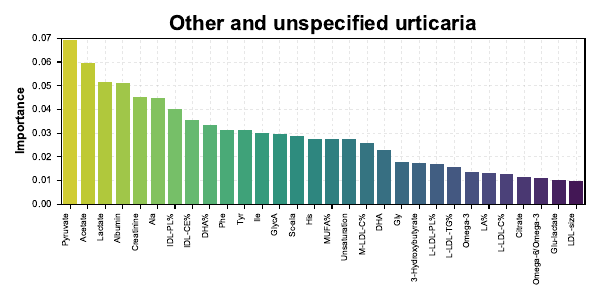 Other and unspecified urticaria
Importance
0.07
0.06
0.05
0.04
0.03
0.02
0.01
0.00
Pyruvate
Acetate
Lactate
Albumin
Creatinine
Ala
IDL-PL%
IDL-CE%
DHA%
Phe
Tyr
Ile
GlycA
Scala
His
MUFA%
Unsaturation
M-LDL-C%
DHA
Gly
3-Hydroxybutyrate
L-LDL-PL%
L-LDL-TG%
Omega-3
LA%
L-LDL-C%
Citrate
Omega-6/Omega-3
Glu-lactate
LDL-size